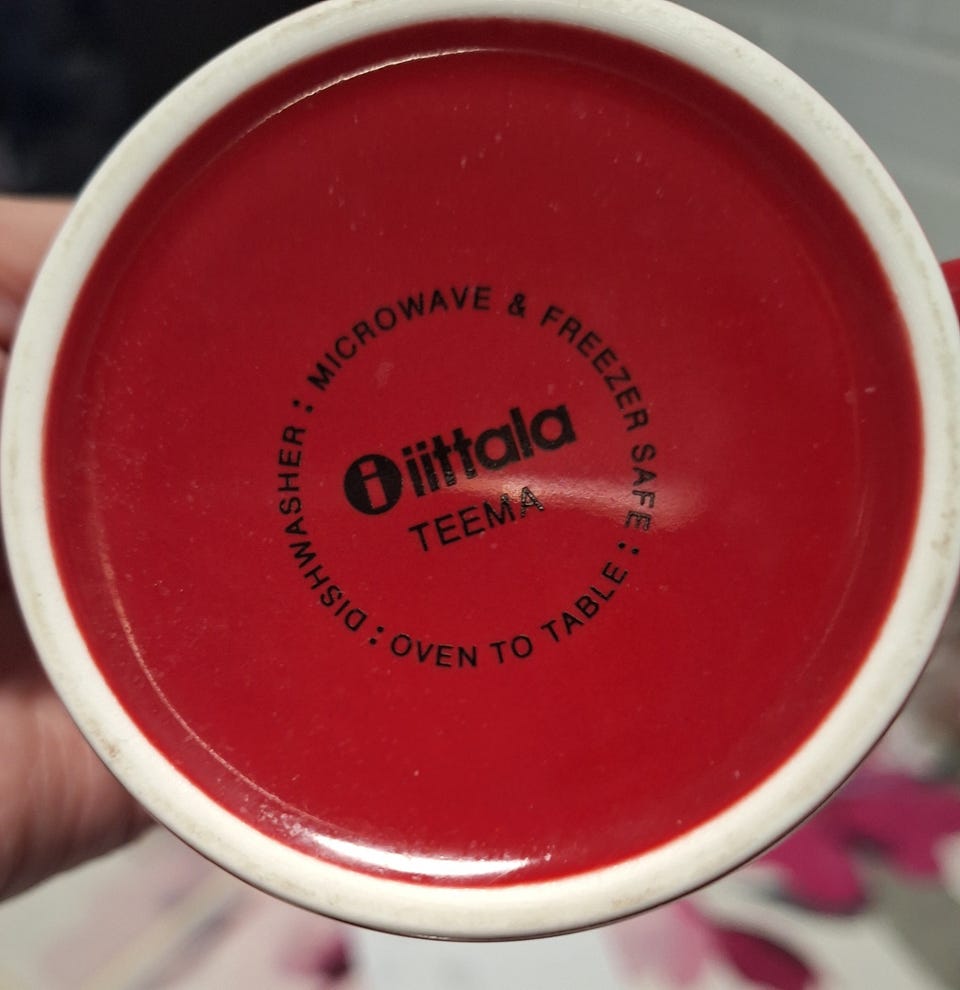 MICROWAVE & FREEZER SAFE : OVEN TO TABLE : DISHWASHER :
i iittala
TEEMA